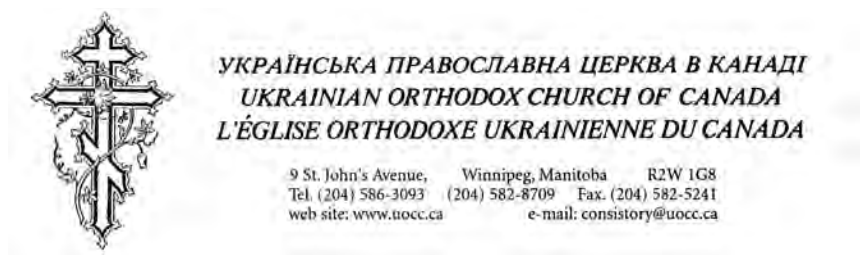 УКРАЇНСЬКА ПРАВОСЛАВНА ЦЕРКВА В КАНАДІ
UKRAINIAN ORTHODOX CHURCH OF CANADA
L'ÉGLISE ORTHODOXE UKRAINIENNE DU CANADA
9 St. John's Avenue, Winnipeg, Manitoba R2W 1G8
Tel. (204) 586-3093 (204) 582-8709 Fax. (204) 582-5241
web site: www.uocc.ca e-mail: consistory@uocc.ca